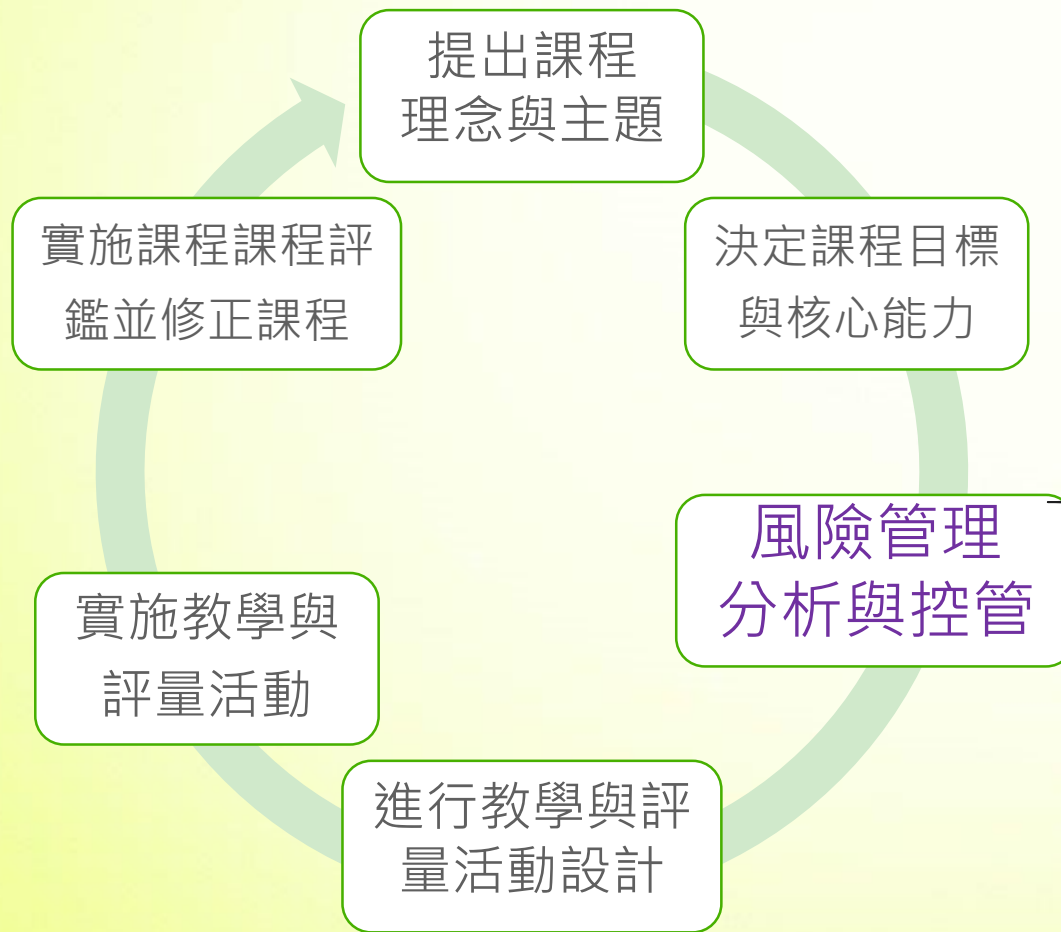 提出課程
理念與主題
決定課程目標
與核心能力
風險管理
分析與控管
進行教學與評
量活動設計
實施教學與
評量活動
實施課程課程評
鑑並修正課程